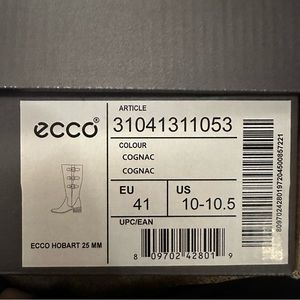 ecco®
ARTICLE
31041311053
COLOUR
COGNAC
COGNAC
EU
US
41
10-10.5
ECCO HOBART 25 MM
UPC/EAN
8 09702 42801 9